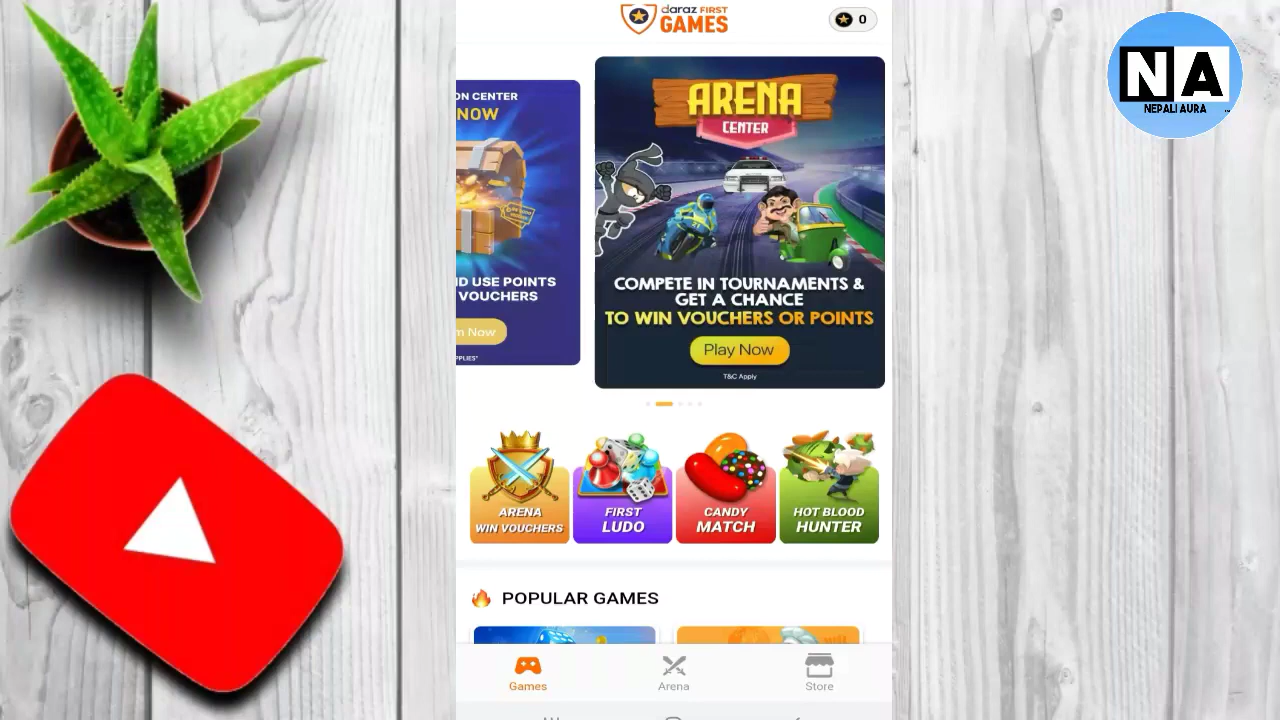 daraz FIRST
GAMES
0
NA
NEPALI AURA
ON CENTER
NOW
ND USE POINTS
VOUCHERS
m Now
PPLIES*
ARENA
CENTER
COMPETE IN TOURNAMENTS &
GET A CHANCE
TO WIN VOUCHERS OR POINTS
Play Now
T&C Apply
ARENA
WIN VOUCHERS
FIRST
LUDO
CANDY
MATCH
HOT BLOOD
HUNTER
POPULAR GAMES
Games
Arena
Store